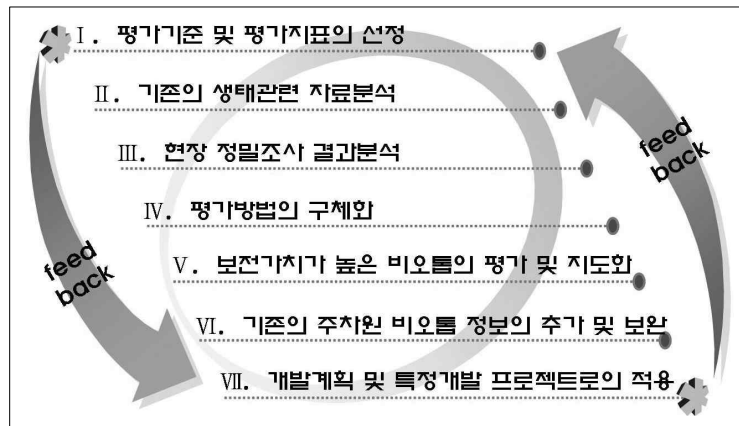 Ⅰ. 평가기준 및 평가지표의 선정
Ⅱ. 기존의 생태관련 자료분석
Ⅲ. 현장 정밀조사 결과분석
Ⅳ. 평가방법의 구체화
Ⅴ. 보전가치가 높은 비오톱의 평가 및 지도화
Ⅵ. 기존의 주차원 비오톱 정보의 추가 및 보완
Ⅶ. 개발계획 및 특정개발 프로젝트로의 적용
feed
back
feed
back